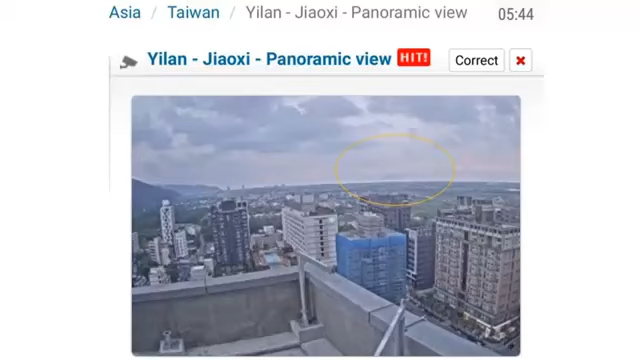 Asia / Taiwan / Yilan - Jiaoxi - Panoramic view 05:44
Yilan - Jiaoxi - Panoramic view HIT! Correct ×